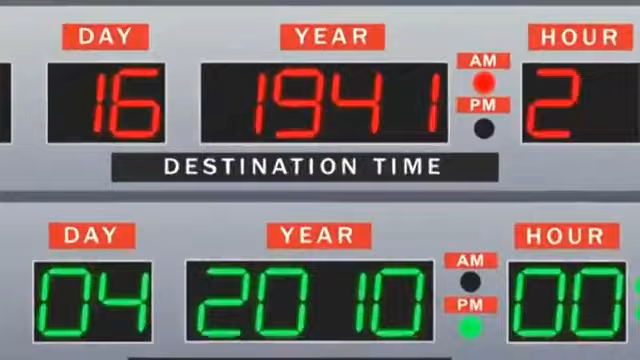 DAY YEAR HOUR
AM
16 1941 2
PM
DESTINATION TIME
DAY YEAR HOUR
AM
04 2010 00
PM